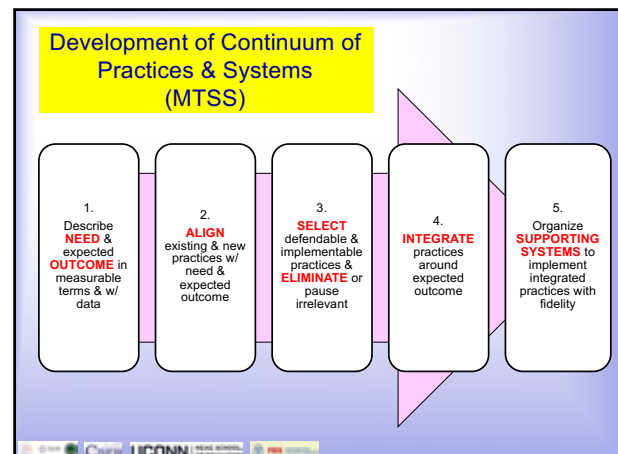 Development of Continuum of
Practices & Systems
(MTSS)
1.
Describe
NEED &
expected
OUTCOME in
measurable
terms & w/
data
2.
ALIGN
existing & new
practices w/
need &
expected
outcome
3.
SELECT
defendable &
implementable
practices &
ELIMINATE or
pause
irrelevant
4.
INTEGRATE
practices
around
expected
outcome
5.
Organize
SUPPORTING
SYSTEMS to
implement
integrated
practices with
fidelity
UCONN